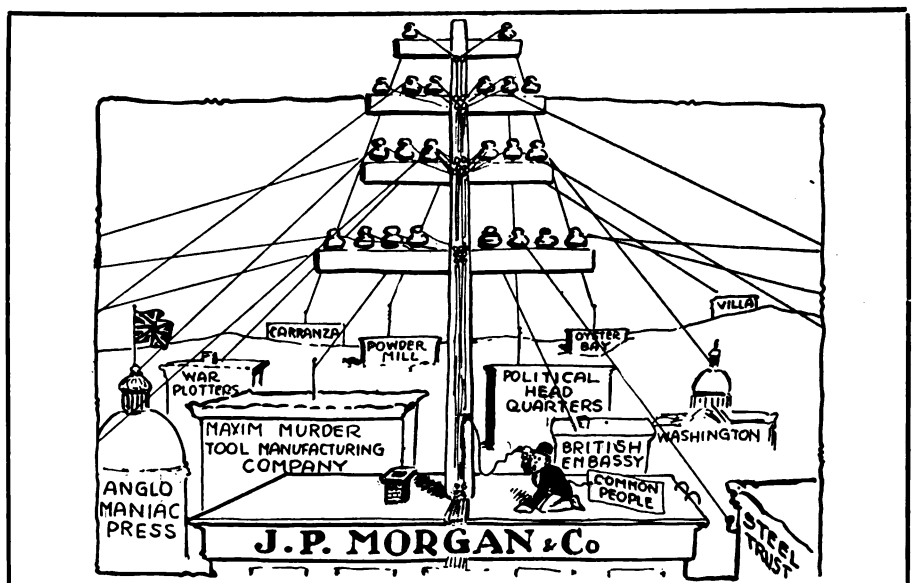 VILLA
CARRANZA
POWDER
MILL
OYSTER
BAY
WAR
PLOTTERS
POLITICAL
HEAD
QUARTERS
MAXIM MURDER
TOOL MANUFACTURING
COMPANY
BRITISH
EMBASSY
WASHINGTON
ANGLO
MANIAC
PRESS
COMMON
PEOPLE
STEEL
TRUST
J.P. MORGAN & Co